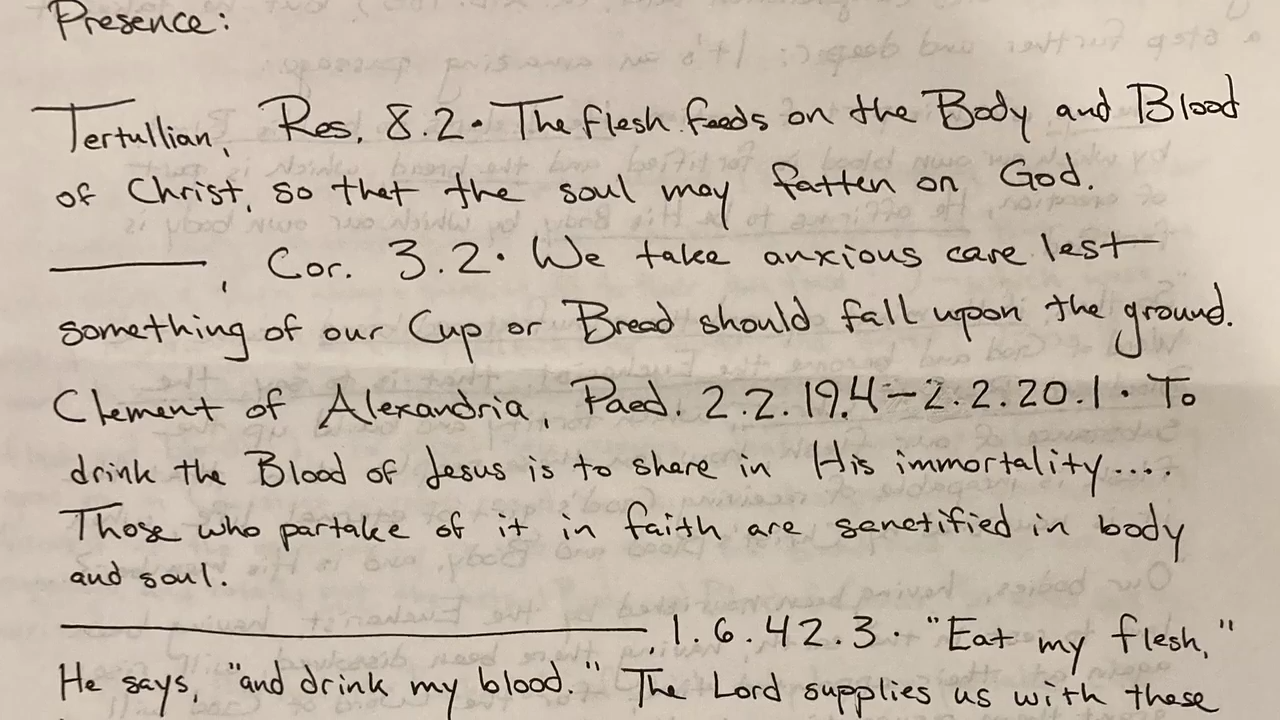 Presence:
Tertullian, Res. 8.2. The flesh feeds on the Body and Blood
of Christ, so that the soul may fatten on God.
________, Cor. 3.2. We take anxious care lest
something of our Cup or Bread should fall upon the ground.
Clement of Alexandria, Paed. 2.2.19.4–2.2.20.1. To
drink the Blood of Jesus is to share in His immortality....
Those who partake of it in faith are sanctified in body
and soul.
________________, 1.6.42.3. "Eat my flesh,"
He says, "and drink my blood." The Lord supplies us with these